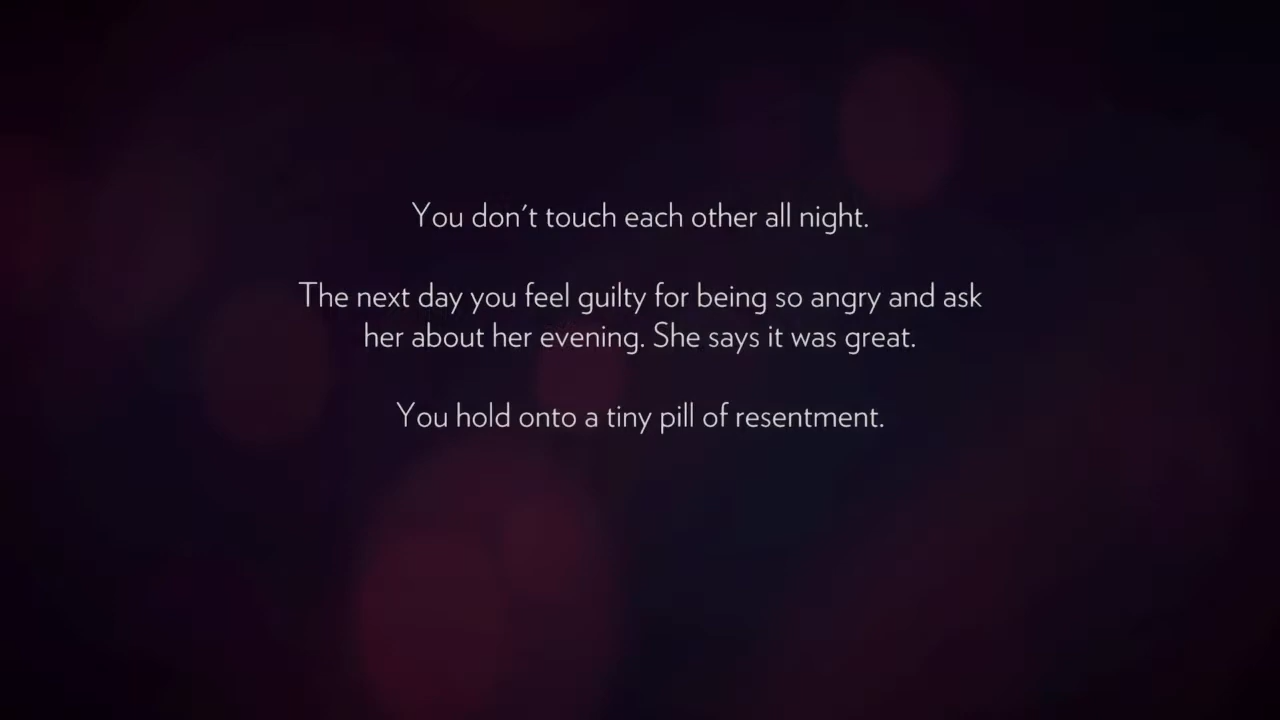 You don't touch each other all night.
The next day you feel guilty for being so angry and ask
her about her evening. She says it was great.
You hold onto a tiny pill of resentment.